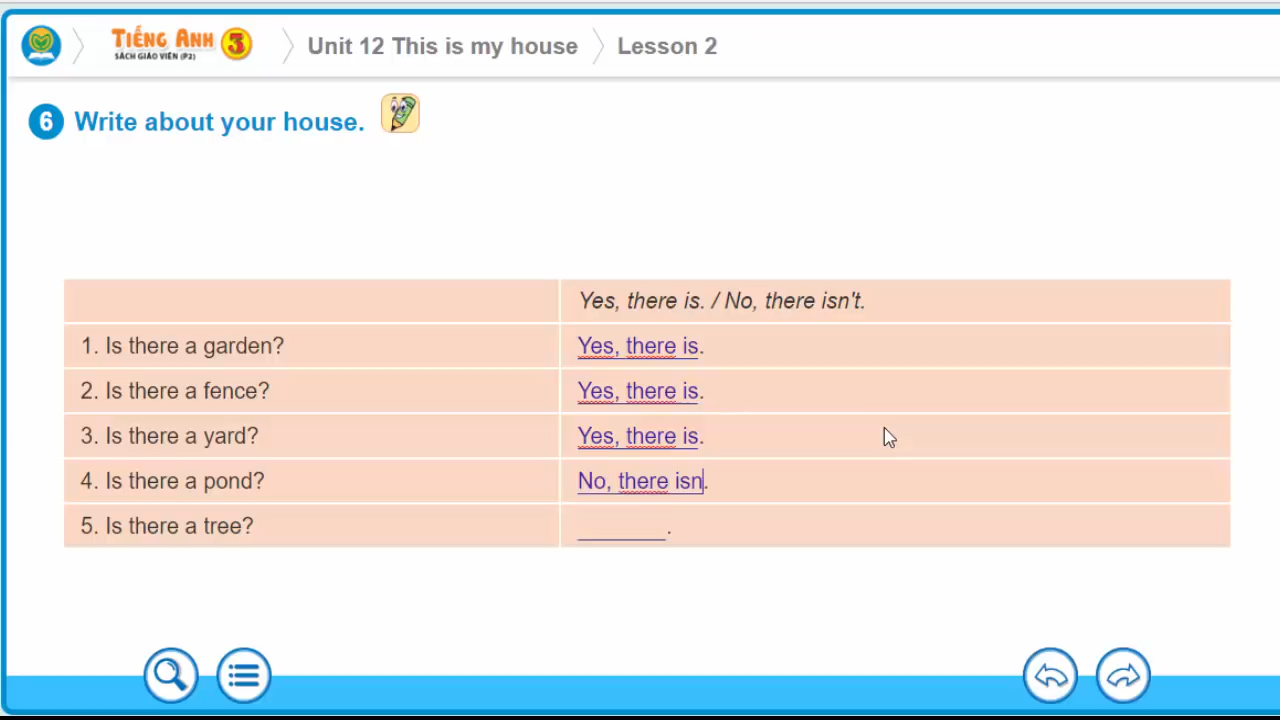 TIẾNG ANH 3
SÁCH GIÁO VIÊN (P2)
Unit 12 This is my house
Lesson 2
6 Write about your house.
Yes, there is. / No, there isn't.
1. Is there a garden? Yes, there is.
2. Is there a fence? Yes, there is.
3. Is there a yard? Yes, there is.
4. Is there a pond? No, there isn.
5. Is there a tree? ________.